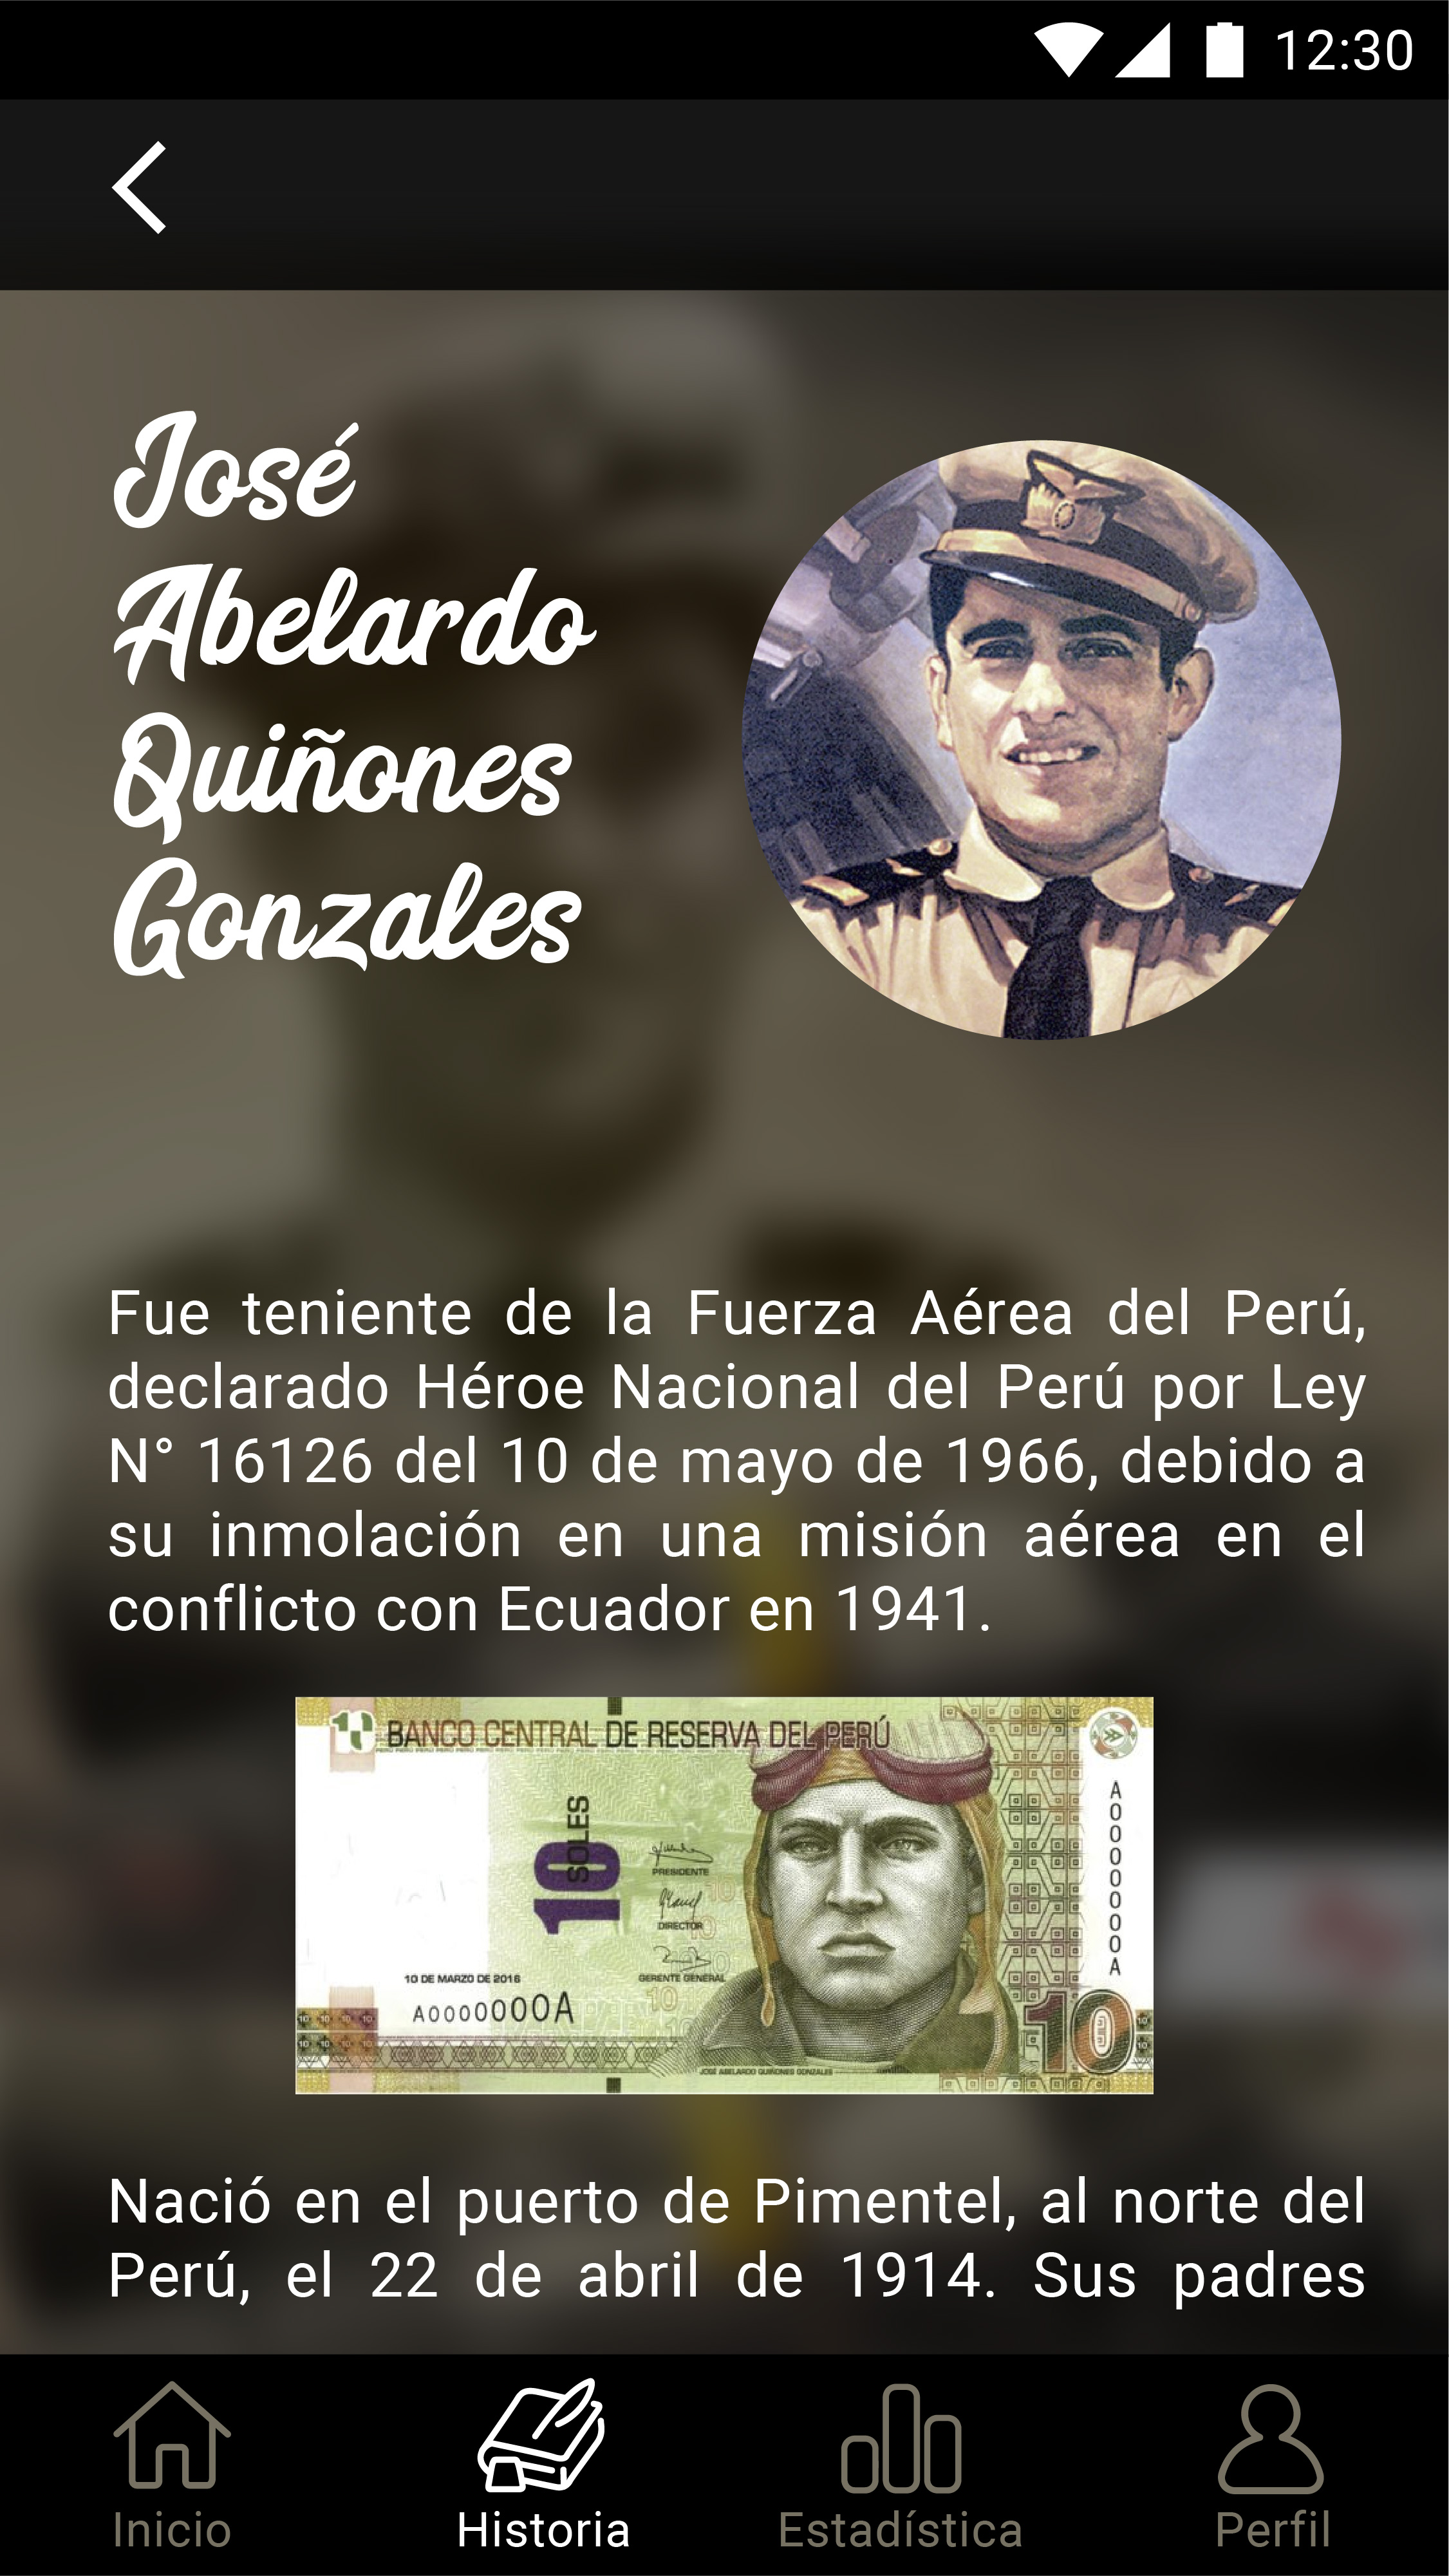 12:30
José
Abelardo
Quiñones
Gonzales
Fue teniente de la Fuerza Aérea del Perú,
declarado Héroe Nacional del Perú por Ley
N° 16126 del 10 de mayo de 1966, debido a
su inmolación en una misión aérea en el
conflicto con Ecuador en 1941.
10 BANCO CENTRAL DE RESERVA DEL PERÚ
10 SOLES
PRESIDENTE
DIRECTOR
GERENTE GENERAL
10 DE MARZO DE 2016
A0000000A
A0000000A
10
JOSÉ ABELARDO QUIÑONES GONZALES
Nació en el puerto de Pimentel, al norte del
Perú, el 22 de abril de 1914. Sus padres
Inicio
Historia
Estadística
Perfil